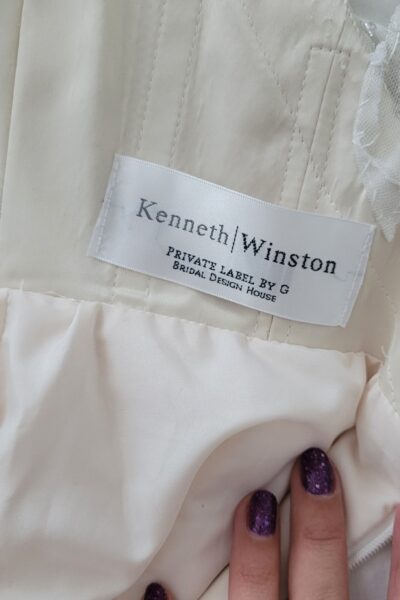 Kenneth|Winston
PRIVATE LABEL BY G
BRIDAL DESIGN HOUSE